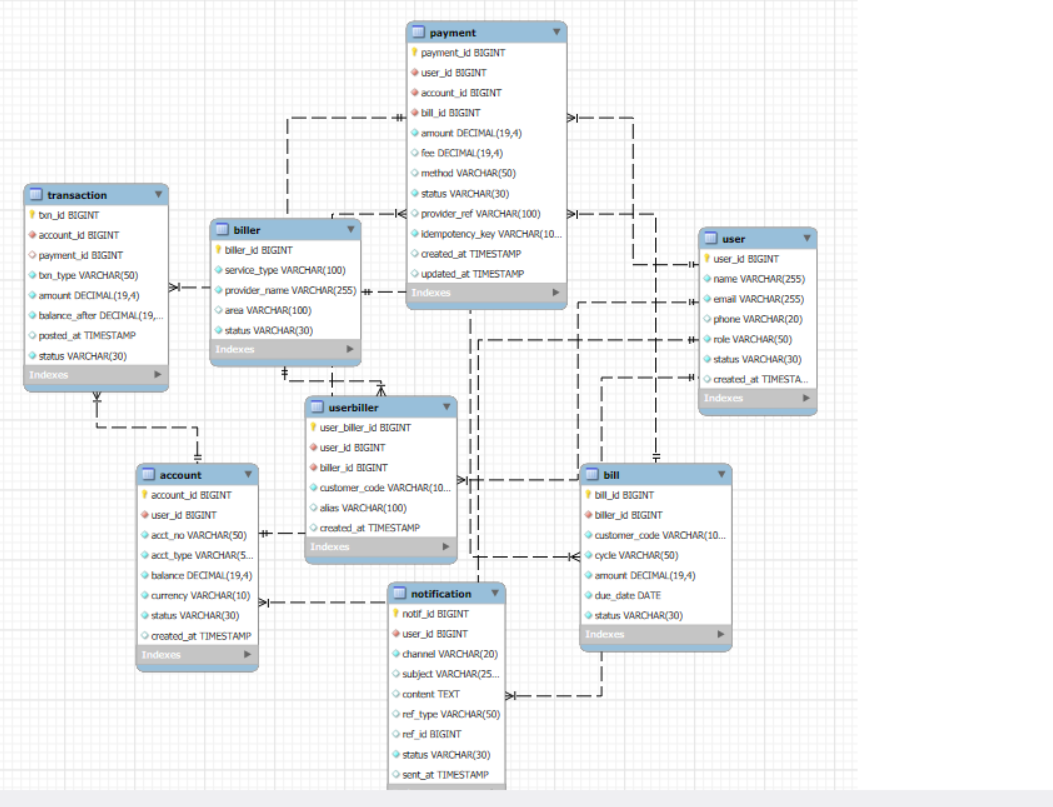 payment
payment_id BIGINT
user_id BIGINT
account_id BIGINT
bill_id BIGINT
amount DECIMAL(19,4)
fee DECIMAL(19,4)
method VARCHAR(50)
status VARCHAR(30)
provider_ref VARCHAR(100)
idempotency_key VARCHAR(10...
created_at TIMESTAMP
updated_at TIMESTAMP
Indexes
transaction
txn_id BIGINT
account_id BIGINT
payment_id BIGINT
txn_type VARCHAR(50)
amount DECIMAL(19,4)
balance_after DECIMAL(19,...
posted_at TIMESTAMP
status VARCHAR(30)
Indexes
biller
biller_id BIGINT
service_type VARCHAR(100)
provider_name VARCHAR(255)
area VARCHAR(100)
status VARCHAR(30)
Indexes
user
user_id BIGINT
name VARCHAR(255)
email VARCHAR(255)
phone VARCHAR(20)
role VARCHAR(50)
status VARCHAR(30)
created_at TIMESTA...
Indexes
userbiller
user_biller_id BIGINT
user_id BIGINT
biller_id BIGINT
customer_code VARCHAR(10...
alias VARCHAR(100)
created_at TIMESTAMP
Indexes
account
account_id BIGINT
user_id BIGINT
acct_no VARCHAR(50)
acct_type VARCHAR(5...
balance DECIMAL(19,4)
currency VARCHAR(10)
status VARCHAR(30)
created_at TIMESTAMP
Indexes
bill
bill_id BIGINT
biller_id BIGINT
customer_code VARCHAR(10...
cycle VARCHAR(50)
amount DECIMAL(19,4)
due_date DATE
status VARCHAR(30)
Indexes
notification
notif_id BIGINT
user_id BIGINT
channel VARCHAR(20)
subject VARCHAR(25...
content TEXT
ref_type VARCHAR(50)
ref_id BIGINT
status VARCHAR(30)
sent_at TIMESTAMP